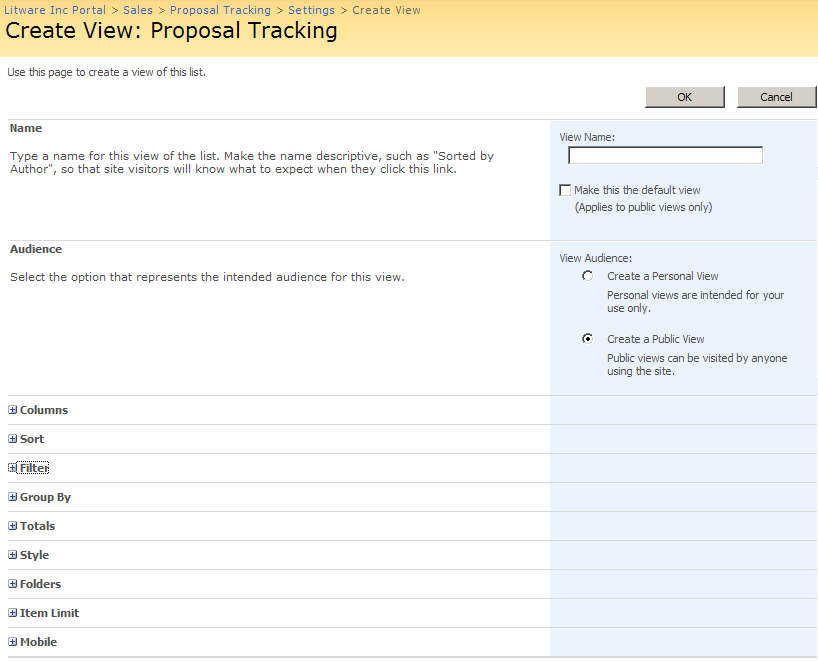 Litware Inc Portal > Sales > Proposal Tracking > Settings > Create View
Create View: Proposal Tracking
Use this page to create a view of this list.
OK
Cancel
Name
Type a name for this view of the list. Make the name descriptive, such as "Sorted by
Author", so that site visitors will know what to expect when they click this link.
View Name:
Make this the default view
(Applies to public views only)
Audience
Select the option that represents the intended audience for this view.
View Audience:
Create a Personal View
Personal views are intended for your
use only.
Create a Public View
Public views can be visited by anyone
using the site.
Columns
Sort
Filter
Group By
Totals
Style
Folders
Item Limit
Mobile